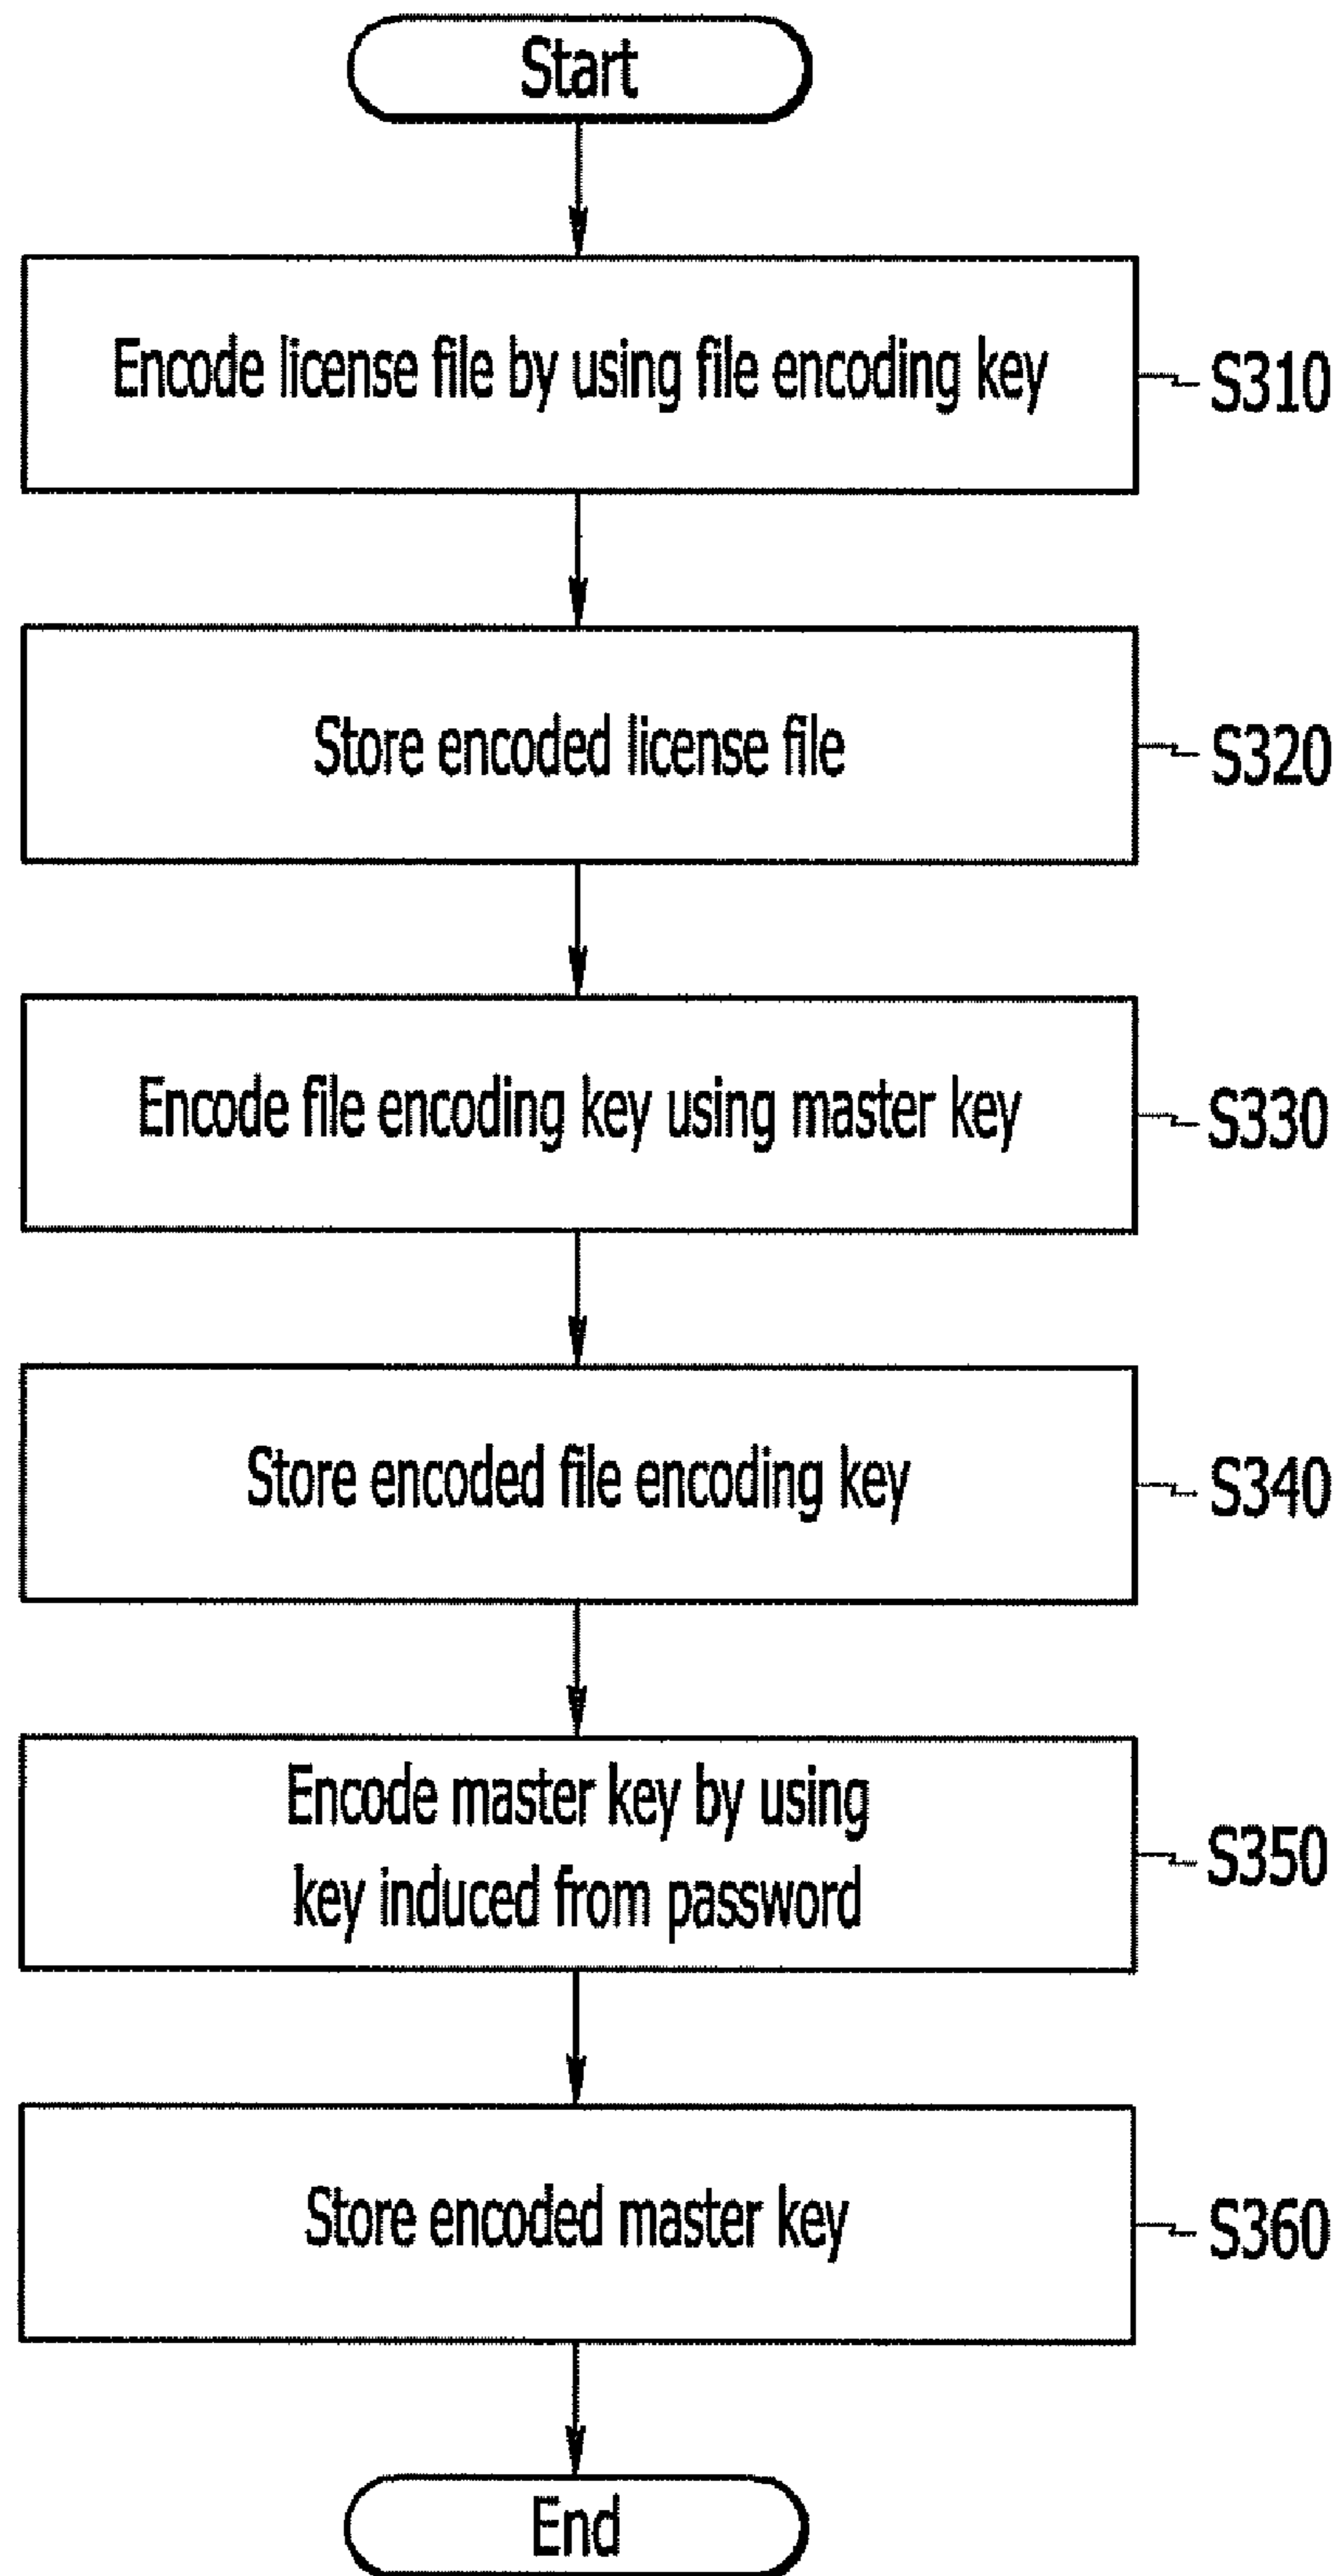 Start
Encode license file by using file encoding key
S310
Store encoded license file
S320
Encode file encoding key using master key
S330
Store encoded file encoding key
S340
Encode master key by using
key induced from password
S350
Store encoded master key
S360
End